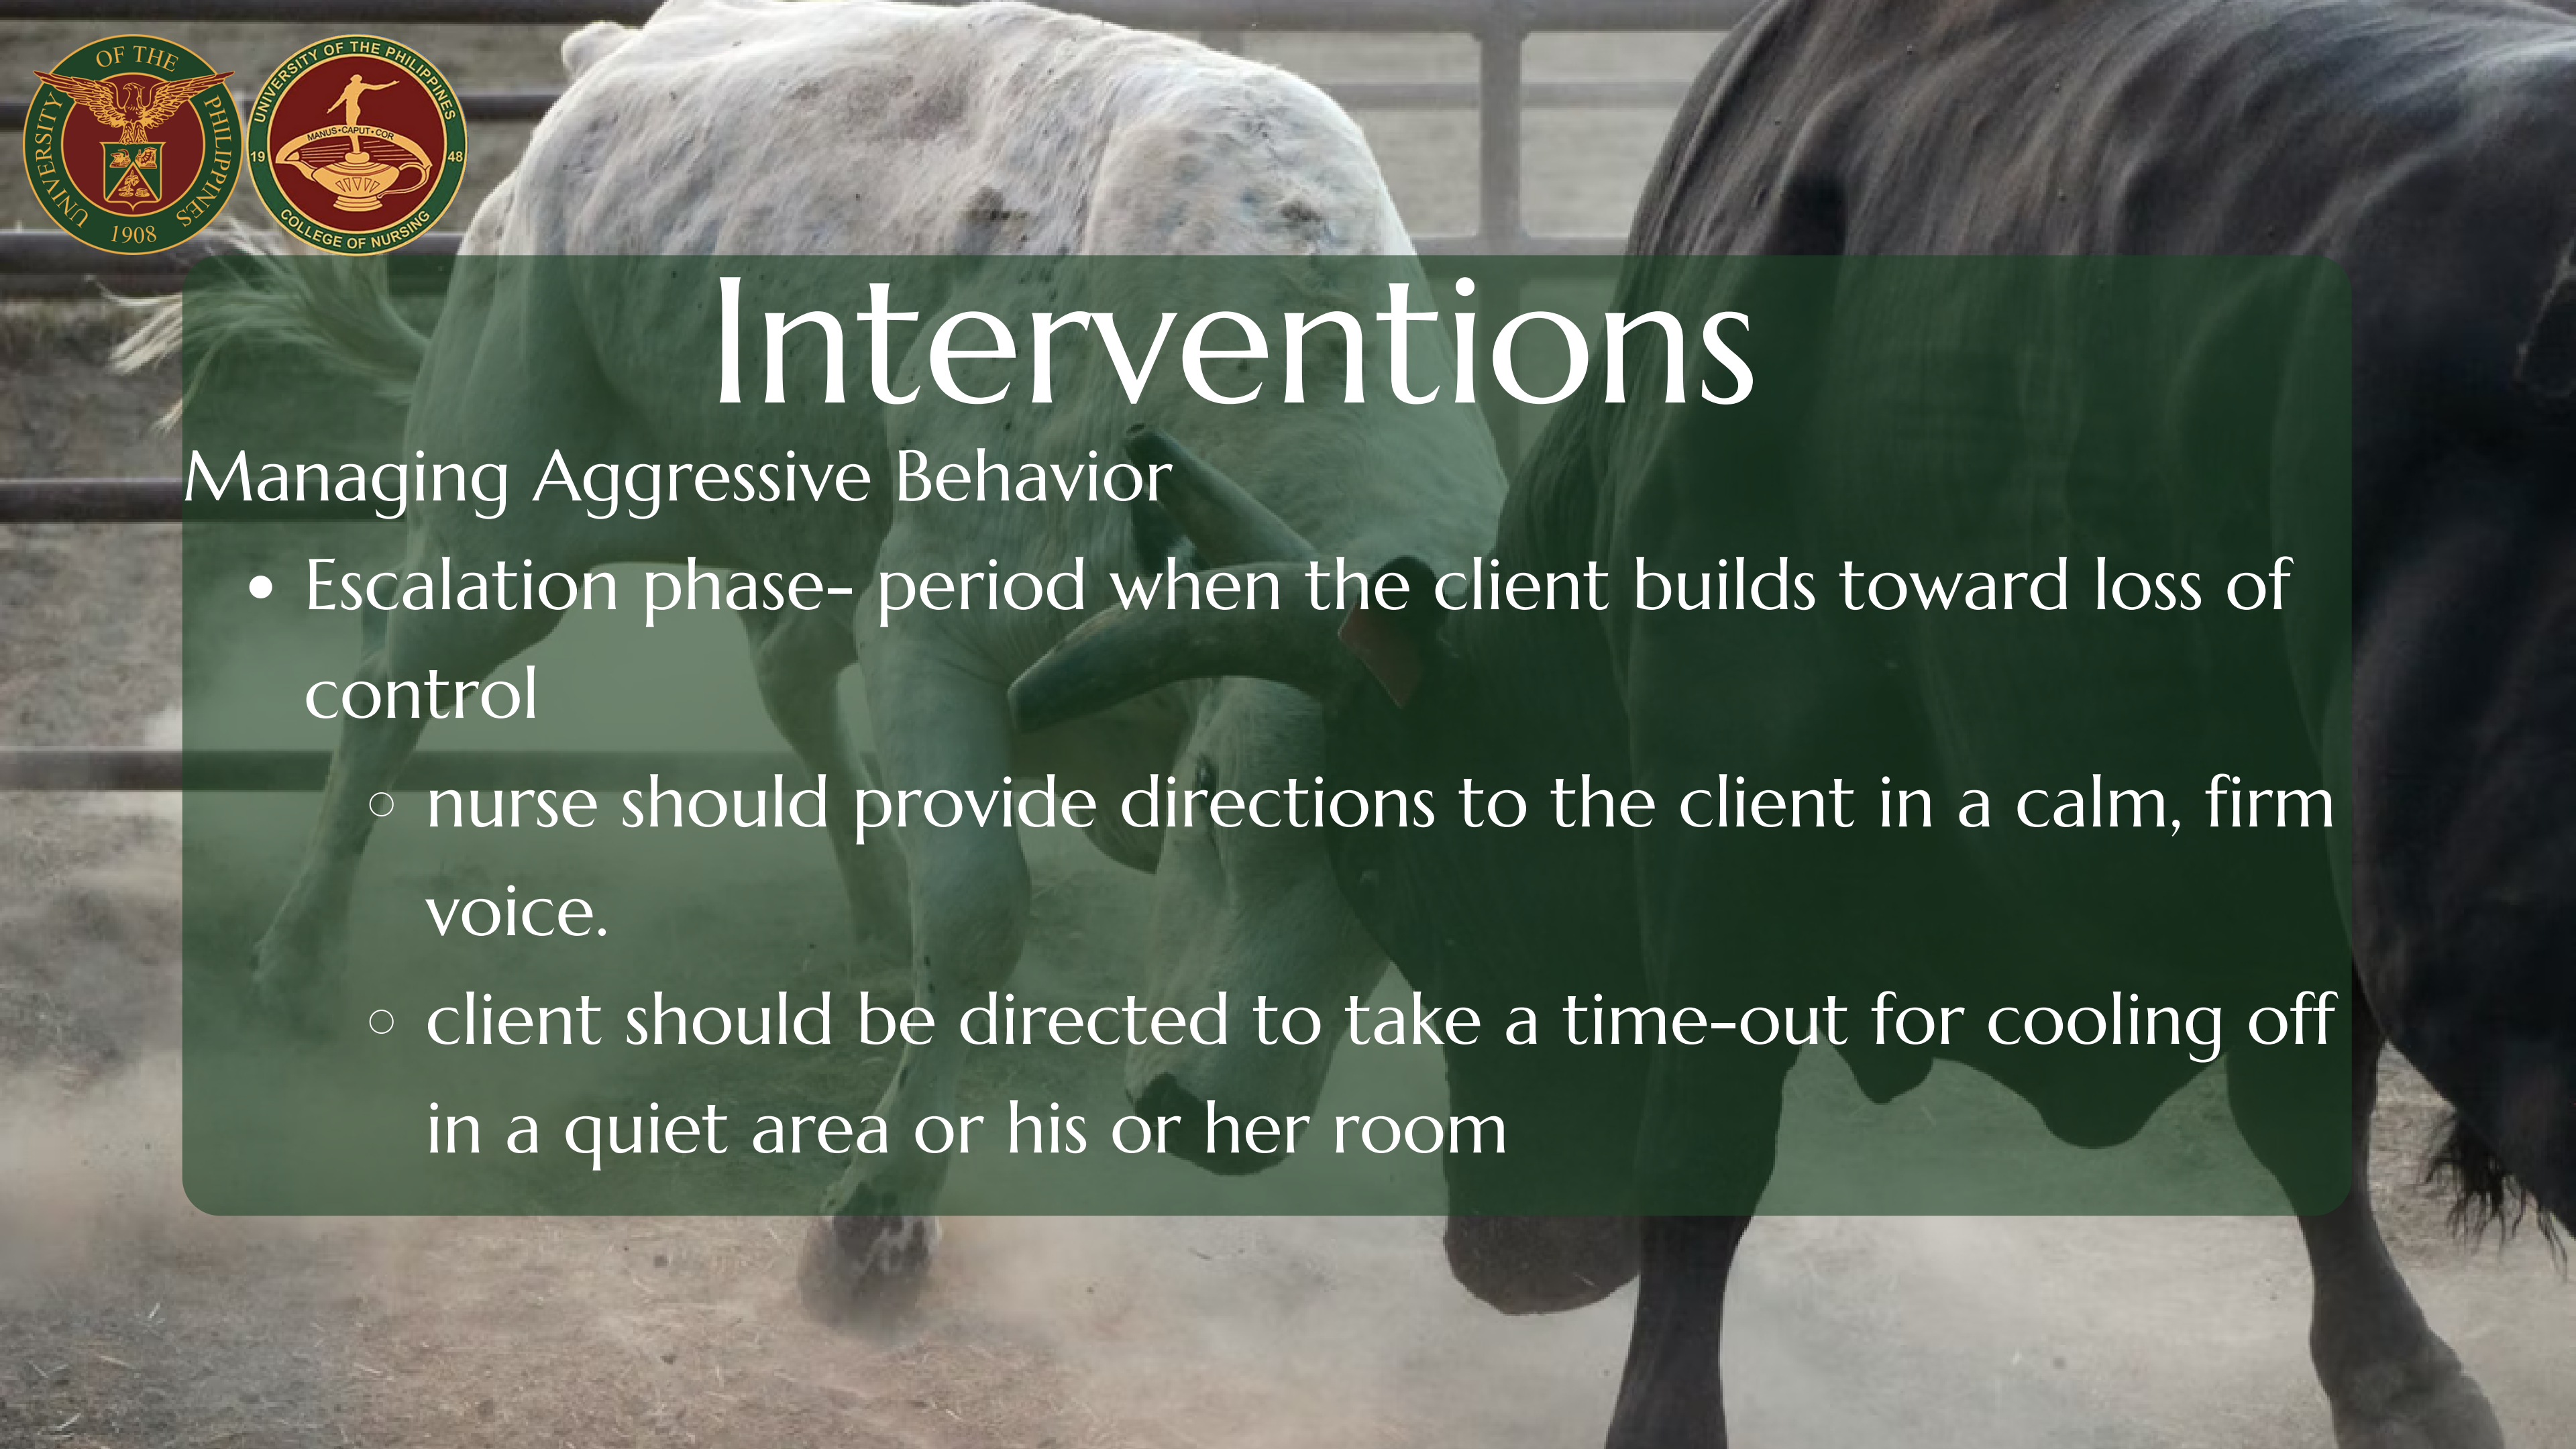 UNIVERSITY OF THE PHILIPPINES
1908
UNIVERSITY OF THE PHILIPPINES
MANUS•CAPUT•COR
19 48
COLLEGE OF NURSING
Interventions
Managing Aggressive Behavior
• Escalation phase- period when the client builds toward loss of
control
○ nurse should provide directions to the client in a calm, firm
voice.
○ client should be directed to take a time-out for cooling off
in a quiet area or his or her room